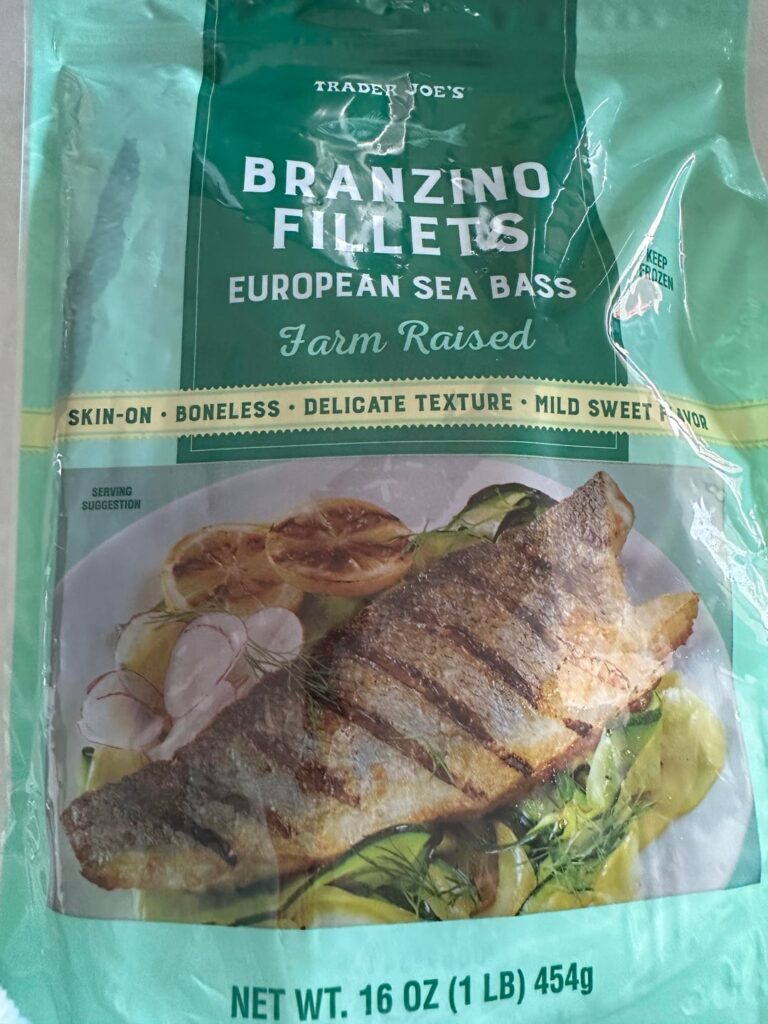 TRADER JOE'S
BRANZINO
FILLETS
EUROPEAN SEA BASS
Farm Raised
KEEP
FROZEN
SKIN-ON · BONELESS · DELICATE TEXTURE · MILD SWEET FLAVOR
SERVING
SUGGESTION
NET WT. 16 OZ (1 LB) 454g